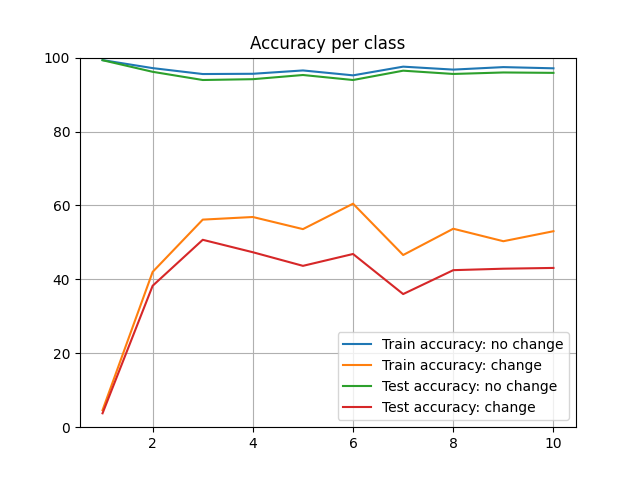 Accuracy per class
100
80
60
40
20
0
2
4
6
8
10
Train accuracy: no change
Train accuracy: change
Test accuracy: no change
Test accuracy: change